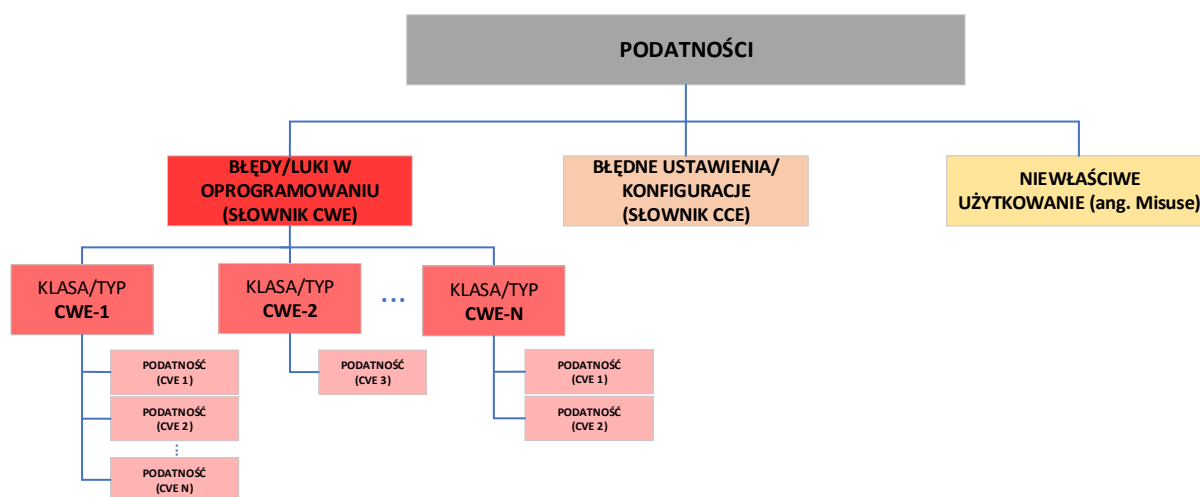 PODATNOŚCI
BŁĘDY/LUKI W
OPROGRAMOWANIU
(SŁOWNIK CWE)
BŁĘDNE USTAWIENIA/
KONFIGURACJE
(SŁOWNIK CCE)
NIEWŁAŚCIWE
UŻYTKOWANIE (ang. Misuse)
KLASA/TYP
CWE-1
KLASA/TYP
CWE-2
...
KLASA/TYP
CWE-N
PODATNOŚĆ
(CVE 1)
PODATNOŚĆ
(CVE 2)
PODATNOŚĆ
(CVE N)
PODATNOŚĆ
(CVE 3)
PODATNOŚĆ
(CVE 1)
PODATNOŚĆ
(CVE 2)